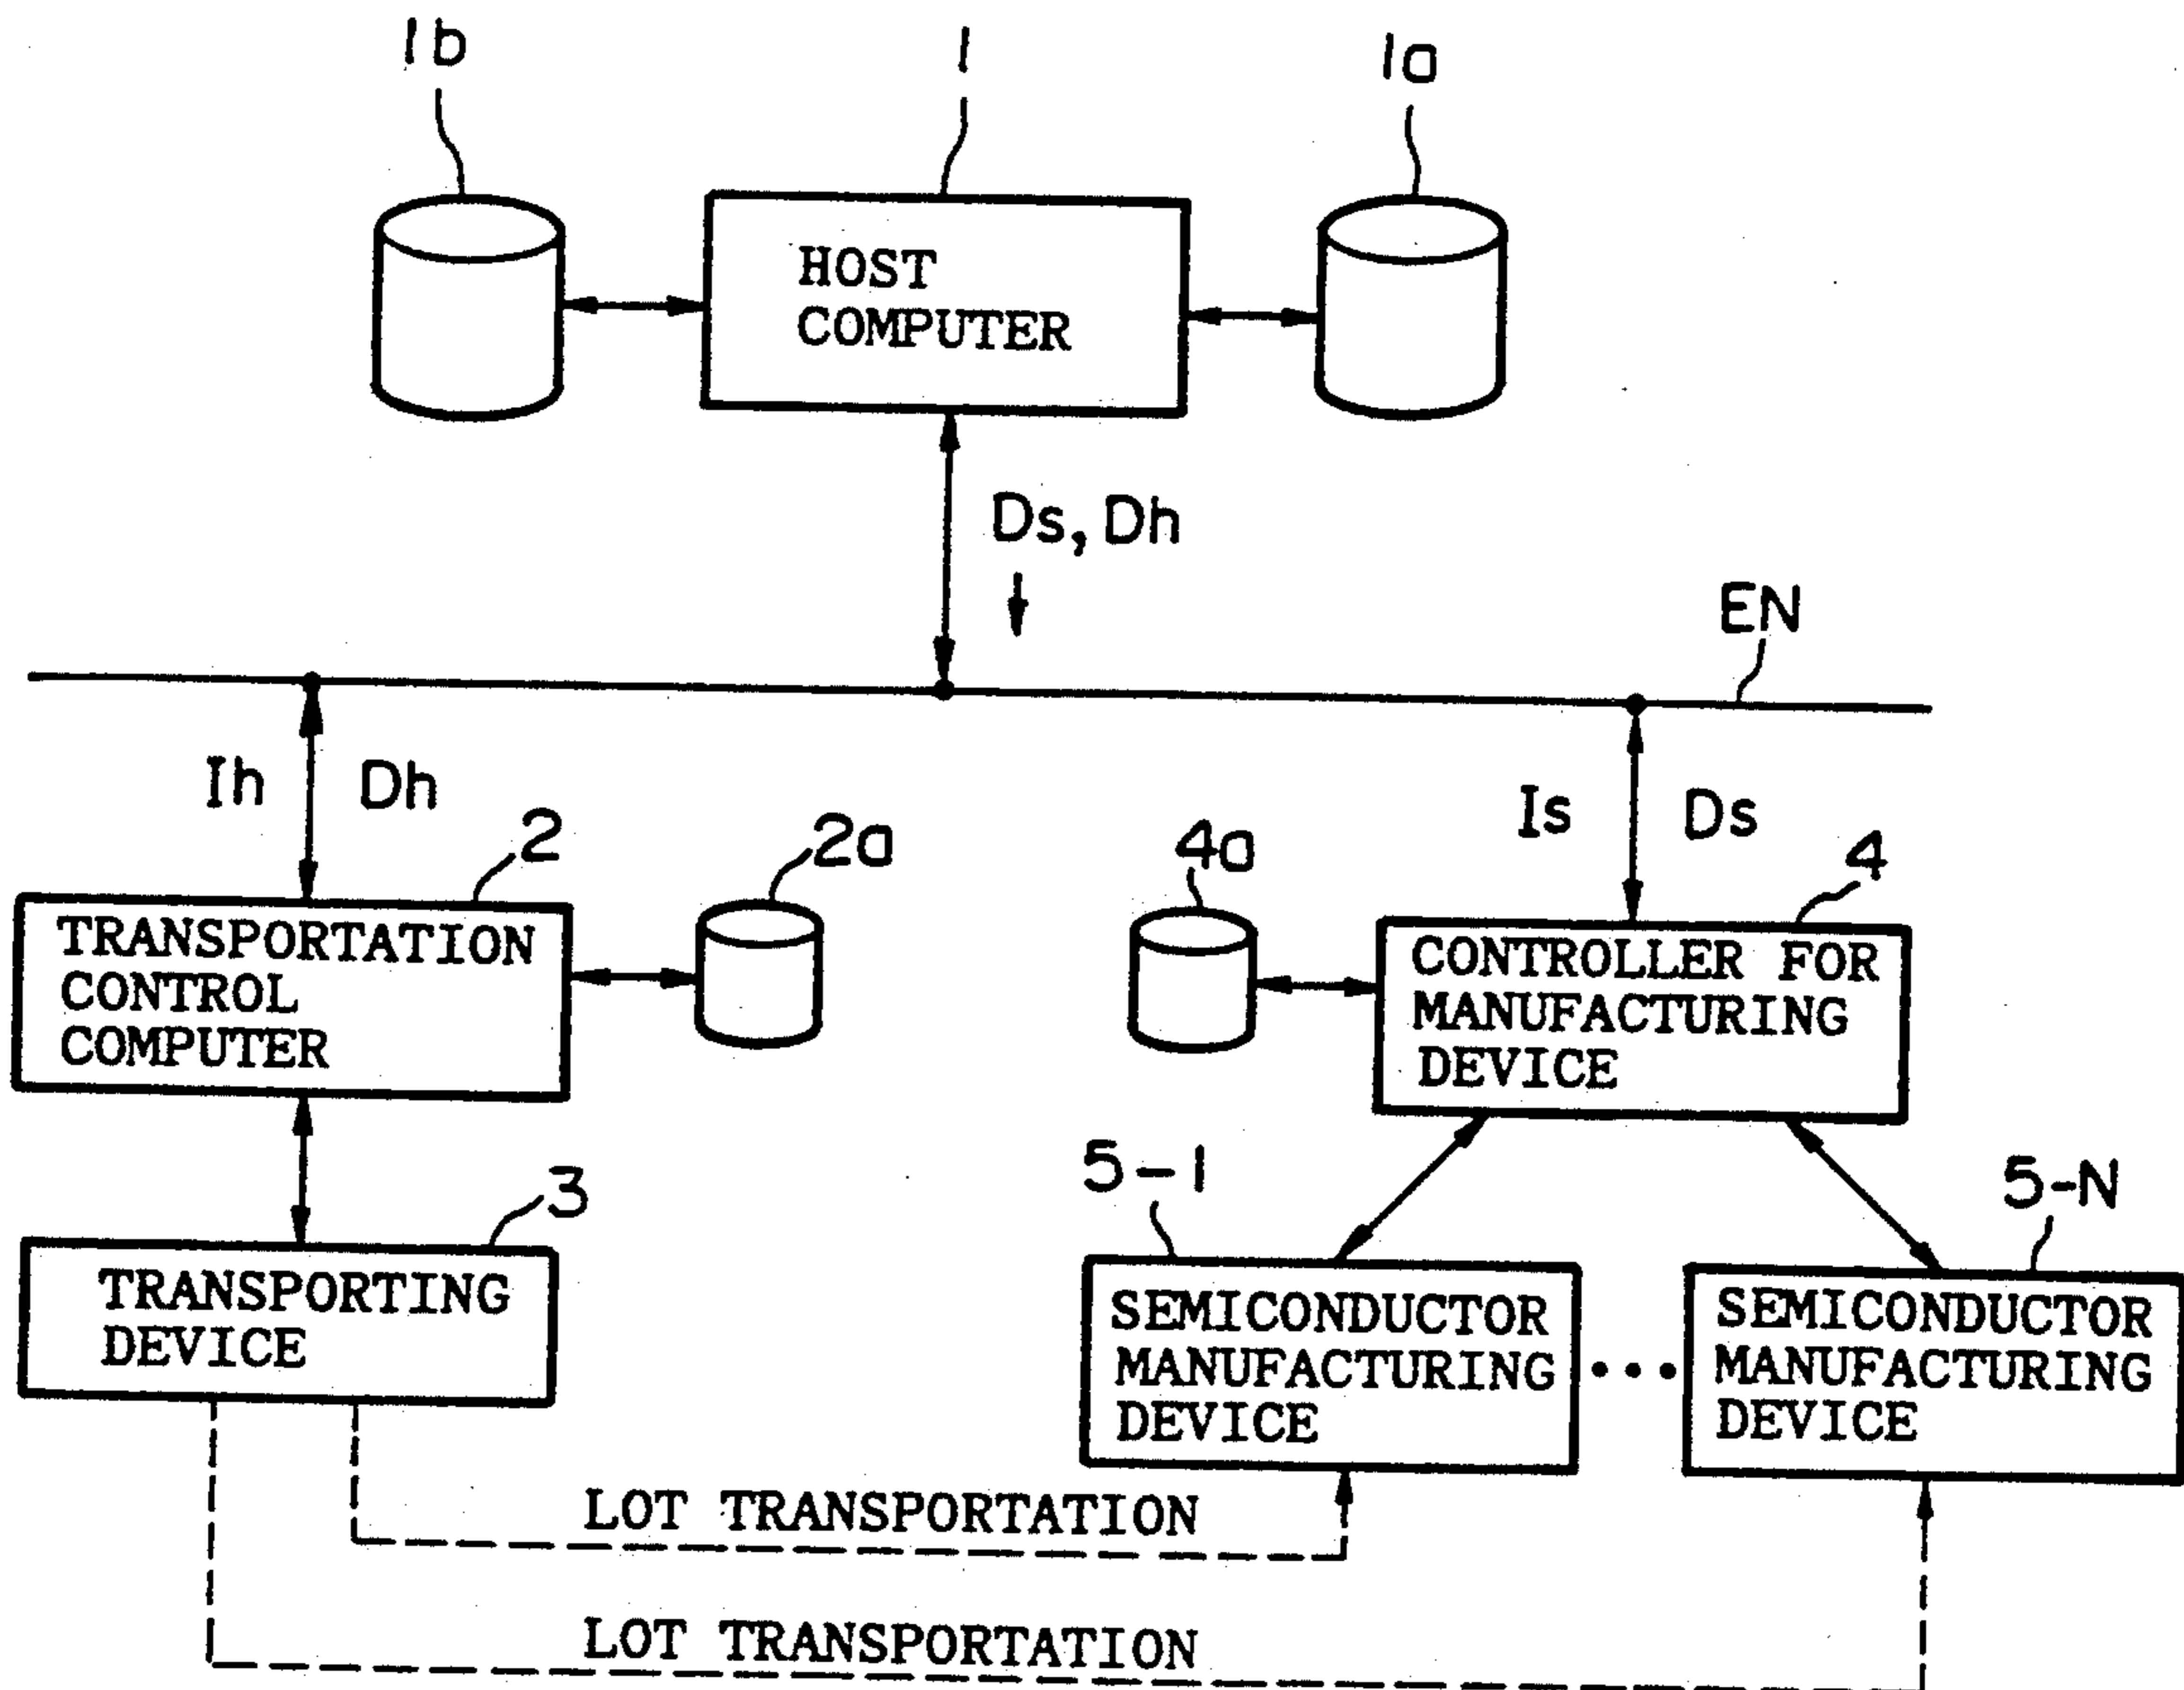 1b
1
1a
HOST
COMPUTER
Ds, Dh
EN
Ih
Dh
Is
Ds
2
2a
4a
4
TRANSPORTATION
CONTROL
COMPUTER
CONTROLLER FOR
MANUFACTURING
DEVICE
3
5-1
5-N
TRANSPORTING
DEVICE
SEMICONDUCTOR
MANUFACTURING
DEVICE
•••
SEMICONDUCTOR
MANUFACTURING
DEVICE
LOT TRANSPORTATION
LOT TRANSPORTATION